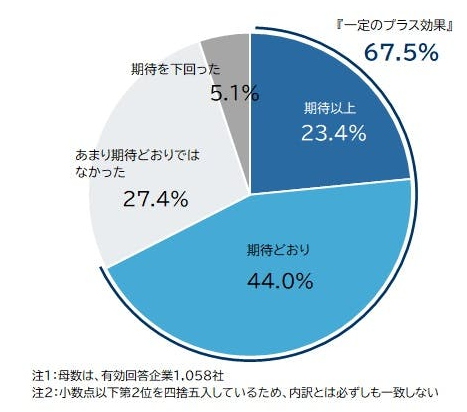 『一定のプラス効果』
67.5%
期待を下回った
5.1%
期待以上
23.4%
あまり期待どおりでは
なかった
27.4%
期待どおり
44.0%
注1：母数は、有効回答企業1,058社
注2：小数点以下第2位を四捨五入しているため、内訳とは必ずしも一致しない